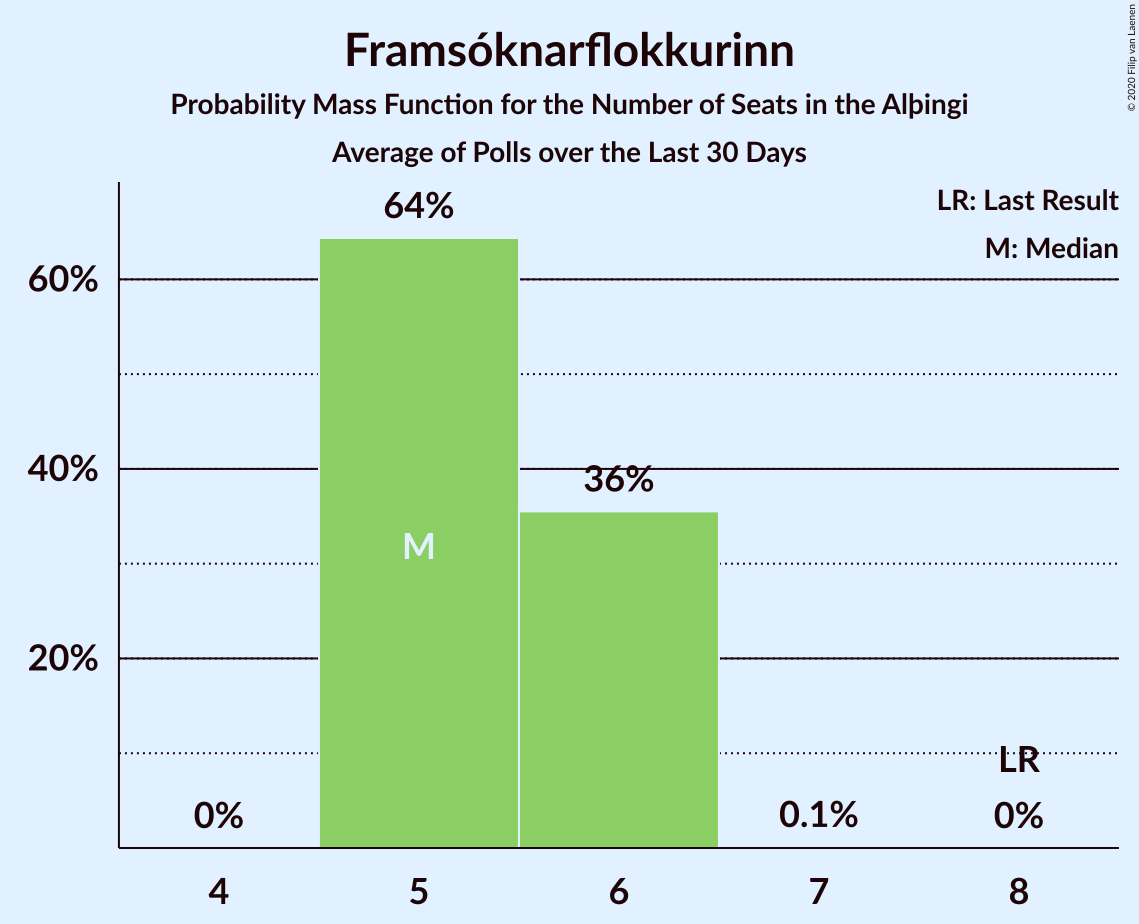 Framsóknarflokkurinn
Probability Mass Function for the Number of Seats in the Alþingi
Average of Polls over the Last 30 Days
© 2020 Filip van Laenen
LR: Last Result
M: Median
64%
60%
40%
36%
M
20%
LR
0%
0.1%
0%
4
5
6
7
8